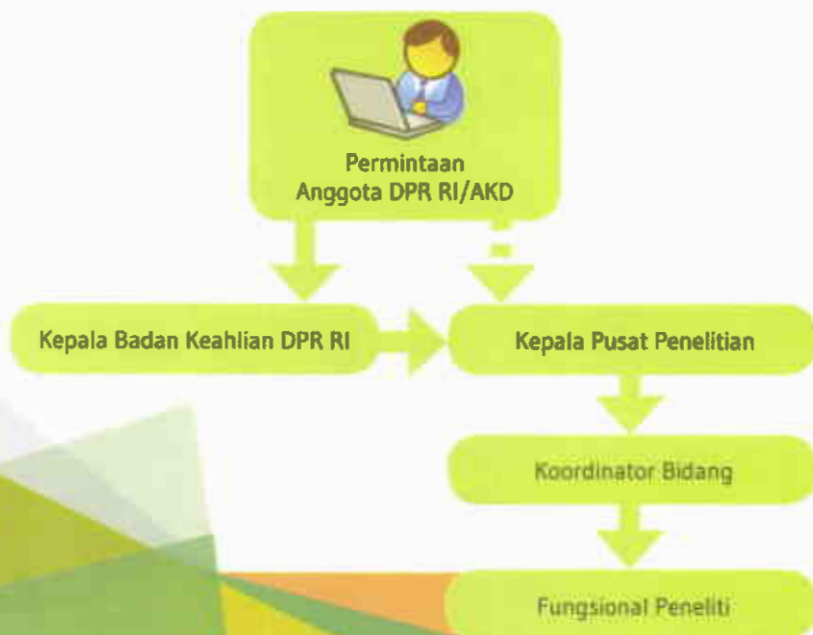 Permintaan
Anggota DPR RI/AKD
Kepala Badan Keahlian DPR RI
Kepala Pusat Penelitian
Koordinator Bidang
Fungsional Peneliti